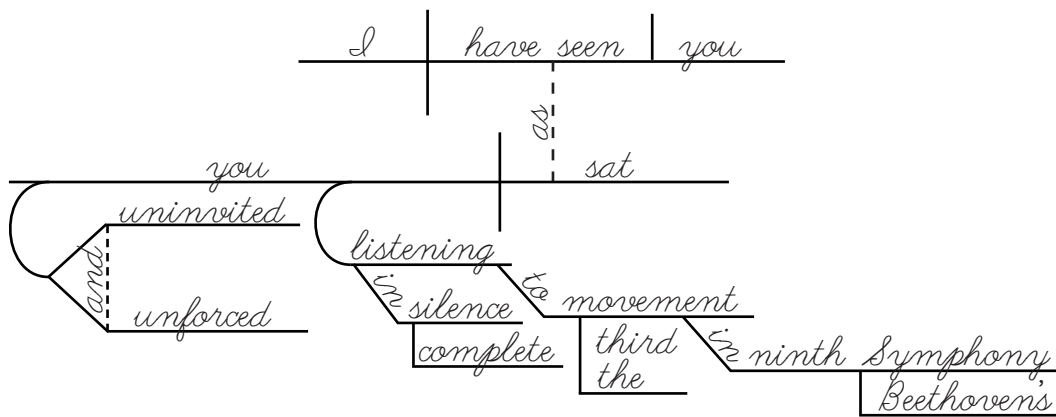 I have seen you
as
you sat
uninvited
and
unforced
listening
in silence
complete
to movement
third
the
in ninth Symphony
Beethoven's